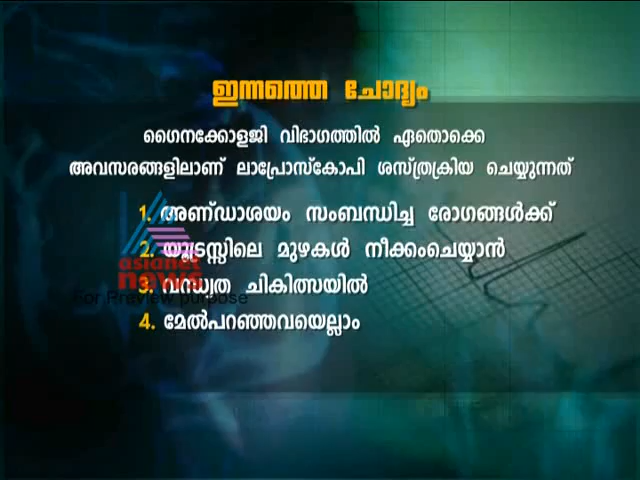 ഇന്നത്തെ ചോദ്യം
ഗൈനക്കോളജി വിഭാഗത്തിൽ ഏതൊക്കെ
അവസരങ്ങളിലാണ് ലാപ്രോസ്കോപി ശസ്ത്രക്രിയ ചെയ്യുന്നത്
1. അണ്ഡാശയം സംബന്ധിച്ച രോഗങ്ങൾക്ക്
2. യൂട്രസ്സിലെ മുഴകൾ നീക്കംചെയ്യാൻ
asianet
news
3. വന്ധ്യത ചികിത്സയിൽ
For Preview purpose
4. മേൽപറഞ്ഞവയെല്ലാം